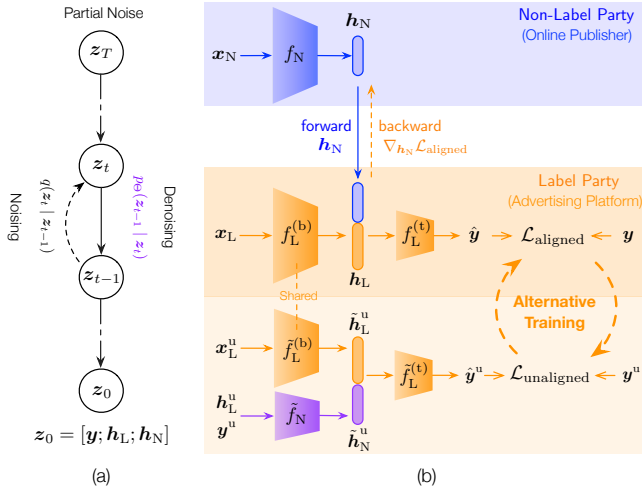 Partial Noise
z_T
z_t
q(z_t | z_{t−1})
Noising
p_Θ(z_{t−1} | z_t)
Denoising
z_{t−1}
z_0
z_0 = [y; h_L; h_N]
(a)
Non-Label Party
(Online Publisher)
h_N
x_N
f_N
forward
h_N
backward
∇_{h_N} L_aligned
Label Party
(Advertising Platform)
x_L
f_L^{(b)}
h_L
f_L^{(t)}
ŷ
L_aligned
y
Shared
Alternative
Training
h̃_L^u
x_L^u
f̃_L^{(b)}
f̃_L^{(t)}
ŷ^u
L_unaligned
y^u
h_L^u
y^u
f̃_N
h̃_N^u
(b)